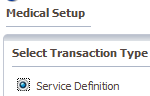 Medical Setup
Select Transaction Type
Service Definition